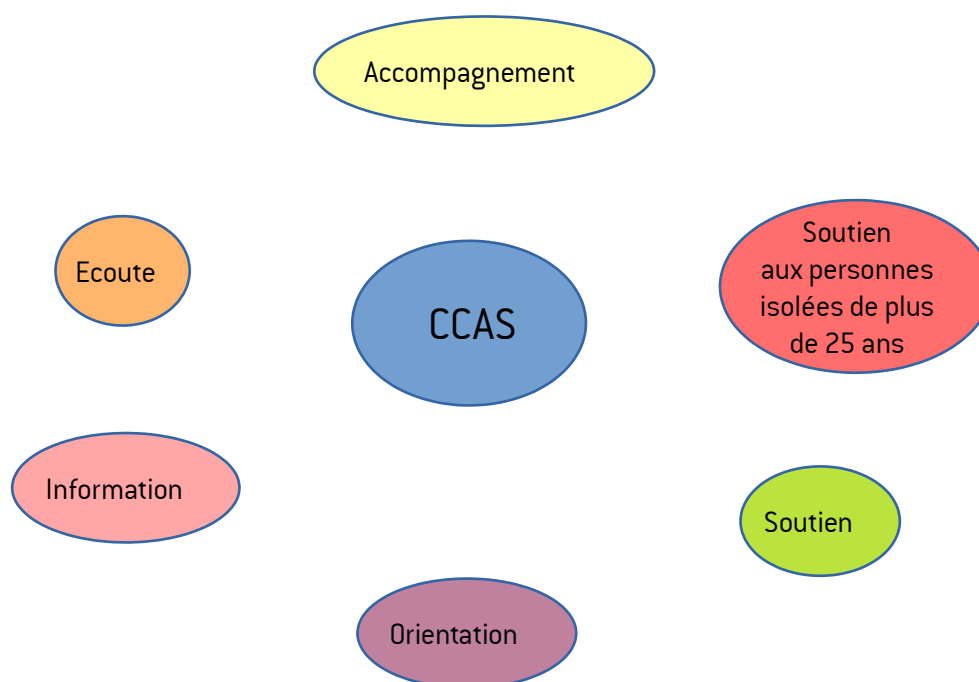 Accompagnement
Ecoute
CCAS
Soutien
aux personnes
isolées de plus
de 25 ans
Information
Soutien
Orientation